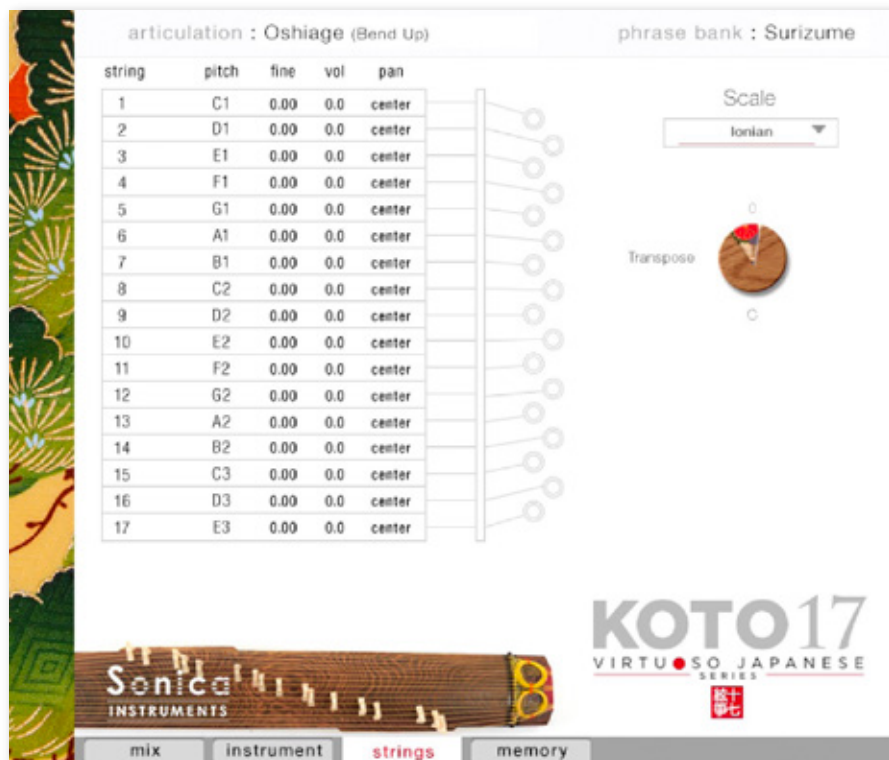 articulation : Oshiage (Bend Up)
phrase bank : Surizume
string pitch fine vol pan
1 C1 0.00 0.0 center
2 D1 0.00 0.0 center
3 E1 0.00 0.0 center
4 F1 0.00 0.0 center
5 G1 0.00 0.0 center
6 A1 0.00 0.0 center
7 B1 0.00 0.0 center
8 C2 0.00 0.0 center
9 D2 0.00 0.0 center
10 E2 0.00 0.0 center
11 F2 0.00 0.0 center
12 G2 0.00 0.0 center
13 A2 0.00 0.0 center
14 B2 0.00 0.0 center
15 C3 0.00 0.0 center
16 D3 0.00 0.0 center
17 E3 0.00 0.0 center
Scale
Ionian
0
Transpose
C
KOTO 17
VIRTUOSO JAPANESE
SERIES
十七絃箏
Sonica
INSTRUMENTS
mix instrument strings memory